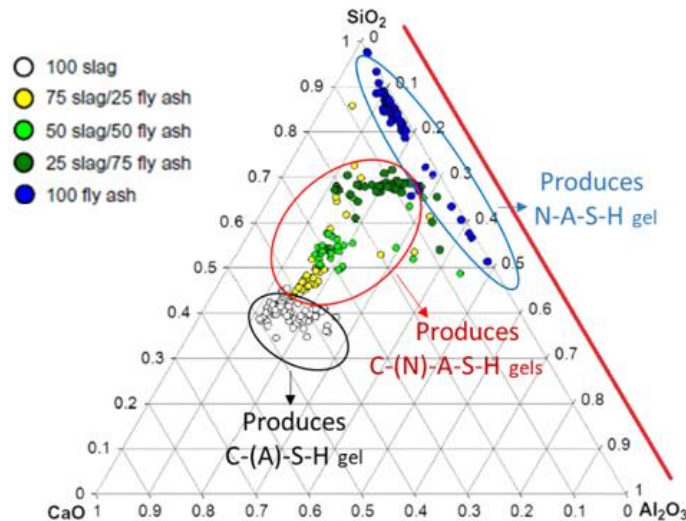 SiO2
100 slag
75 slag/25 fly ash
50 slag/50 fly ash
25 slag/75 fly ash
100 fly ash
1
0.9
0.8
0.7
0.6
0.5
0.4
0.3
0.2
0.1
0
0
0.1
0.2
0.3
0.4
0.5
0.6
0.7
0.8
0.9
1
Produces
N-A-S-H gel
Produces
C-(N)-A-S-H gels
Produces
C-(A)-S-H gel
CaO 1 0.9 0.8 0.7 0.6 0.5 0.4 0.3 0.2 0.1 0 Al2O3